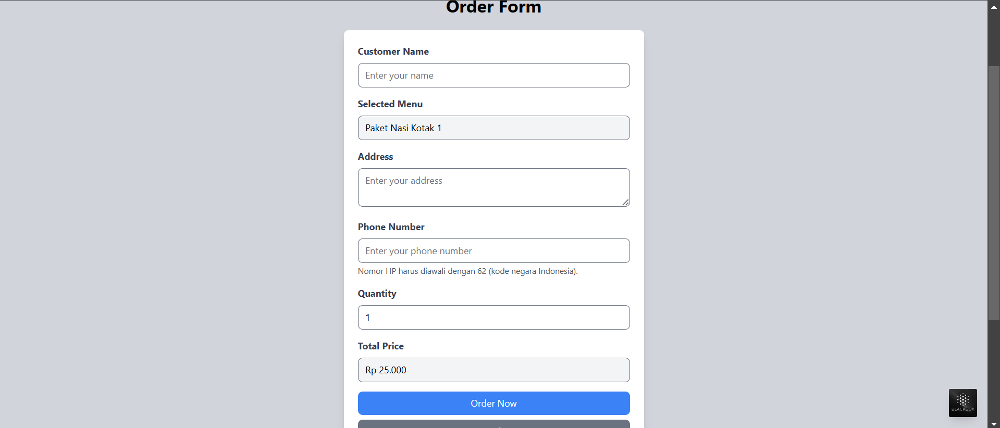 Order Form
Customer Name
Enter your name
Selected Menu
Paket Nasi Kotak 1
Address
Enter your address
Phone Number
Enter your phone number
Nomor HP harus diawali dengan 62 (kode negara Indonesia).
Quantity
1
Total Price
Rp 25.000
Order Now
BLACKBOX